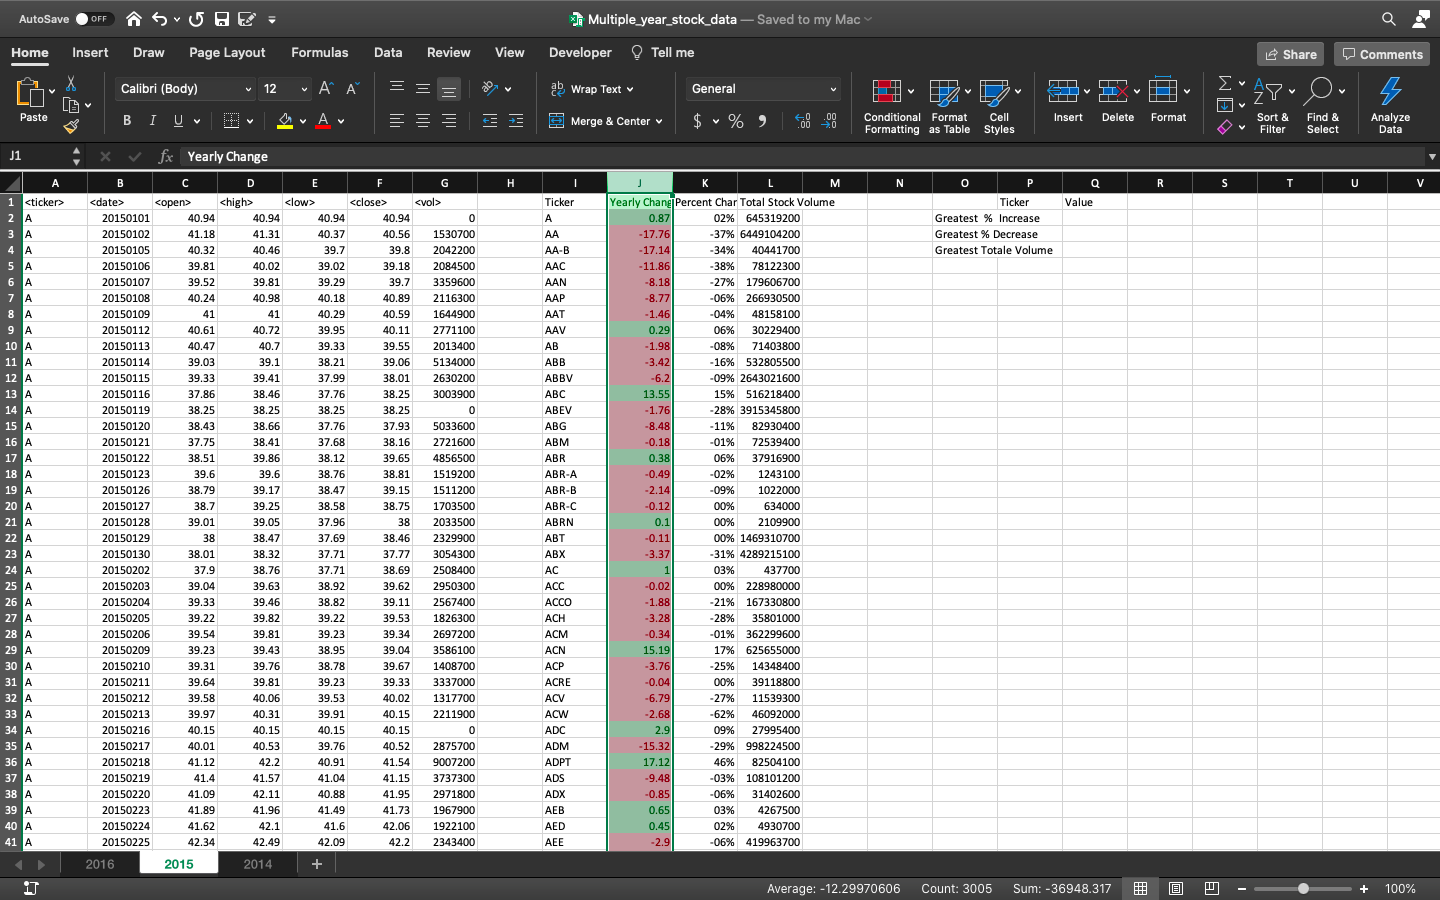 AutoSave OFF Multiple_year_stock_data — Saved to my Mac
Home Insert Draw Page Layout Formulas Data Review View Developer Tell me Share Comments
Paste Calibri (Body) 12 Wrap Text General Conditional Formatting Format as Table Cell Styles Insert Delete Format Sort & Filter Find & Select Analyze Data
B I U A Merge & Center $ % 9
J1 fx Yearly Change
A B C D E F G H I J K L M N O P Q R S T U V
1 <ticker> <date> <open> <high> <low> <close> <vol> Ticker Yearly Chang Percent Char Total Stock Volume Ticker Value
2 A 20150101 40.94 40.94 40.94 40.94 0 A 0.87 02% 645319200 Greatest % Increase
3 A 20150102 41.18 41.31 40.37 40.56 1530700 AA -17.76 -37% 6449104200 Greatest % Decrease
4 A 20150105 40.32 40.46 39.7 39.8 2042200 AA-B -17.14 -34% 40441700 Greatest Totale Volume
5 A 20150106 39.81 40.02 39.02 39.18 2084500 AAC -11.86 -38% 78122300
6 A 20150107 39.52 39.81 39.29 39.7 3359600 AAN -8.18 -27% 179606700
7 A 20150108 40.24 40.98 40.18 40.89 2116300 AAP -8.77 -06% 266930500
8 A 20150109 41 41 40.29 40.59 1644900 AAT -1.46 -04% 48158100
9 A 20150112 40.61 40.72 39.95 40.11 2771100 AAV 0.29 06% 30229400
10 A 20150113 40.47 40.7 39.33 39.55 2013400 AB -1.98 -08% 71403800
11 A 20150114 39.03 39.1 38.21 39.06 5134000 ABB -3.42 -16% 532805500
12 A 20150115 39.33 39.41 37.99 38.01 2630200 ABBV -6.2 -09% 2643021600
13 A 20150116 37.86 38.46 37.76 38.25 3003900 ABC 13.55 15% 516218400
14 A 20150119 38.25 38.25 38.25 38.25 0 ABEV -1.76 -28% 3915345800
15 A 20150120 38.43 38.66 37.76 37.93 5033600 ABG -8.48 -11% 82930400
16 A 20150121 37.75 38.41 37.68 38.16 2721600 ABM -0.18 -01% 72539400
17 A 20150122 38.51 39.86 38.12 39.65 4856500 ABR 0.38 06% 37916900
18 A 20150123 39.6 39.6 38.76 38.81 1519200 ABR-A -0.49 -02% 1243100
19 A 20150126 38.79 39.17 38.47 39.15 1511200 ABR-B -2.14 -09% 1022000
20 A 20150127 38.7 39.25 38.58 38.75 1703500 ABR-C -0.12 00% 634000
21 A 20150128 39.01 39.05 37.96 38 2033500 ABRN 0.1 00% 2109900
22 A 20150129 38 38.47 37.69 38.46 2329900 ABT -0.11 00% 1469310700
23 A 20150130 38.01 38.32 37.71 37.77 3054300 ABX -3.37 -31% 4289215100
24 A 20150202 37.9 38.76 37.71 38.69 2508400 AC 1 03% 437700
25 A 20150203 39.04 39.63 38.92 39.62 2950300 ACC -0.02 00% 228980000
26 A 20150204 39.33 39.46 38.82 39.11 2567400 ACCO -1.88 -21% 167330800
27 A 20150205 39.22 39.82 39.22 39.53 1826300 ACH -3.28 -28% 35801000
28 A 20150206 39.54 39.81 39.23 39.34 2697200 ACM -0.34 -01% 362299600
29 A 20150209 39.23 39.43 38.95 39.04 3586100 ACN 15.19 17% 625655000
30 A 20150210 39.31 39.76 38.78 39.67 1408700 ACP -3.76 -25% 14348400
31 A 20150211 39.64 39.81 39.23 39.33 3337000 ACRE -0.04 00% 39118800
32 A 20150212 39.58 40.06 39.53 40.02 1317700 ACV -6.79 -27% 11539300
33 A 20150213 39.97 40.31 39.91 40.15 2211900 ACW -2.68 -62% 46092000
34 A 20150216 40.15 40.15 40.15 40.15 0 ADC 2.9 09% 27995400
35 A 20150217 40.01 40.53 39.76 40.52 2875700 ADM -15.32 -29% 998224500
36 A 20150218 41.12 42.2 40.91 41.54 9007200 ADPT 17.12 46% 82504100
37 A 20150219 41.4 41.57 41.04 41.15 3737300 ADS -9.48 -03% 108101200
38 A 20150220 41.09 42.11 40.88 41.95 2971800 ADX -0.85 -06% 31402600
39 A 20150223 41.89 41.96 41.49 41.73 1967900 AEB 0.65 03% 4267500
40 A 20150224 41.62 42.1 41.6 42.06 1922100 AED 0.45 02% 4930700
41 A 20150225 42.34 42.49 42.09 42.2 2343400 AEE -2.9 -06% 419963700
2016 2015 2014 +
Average: -12.29970606 Count: 3005 Sum: -36948.317 100%